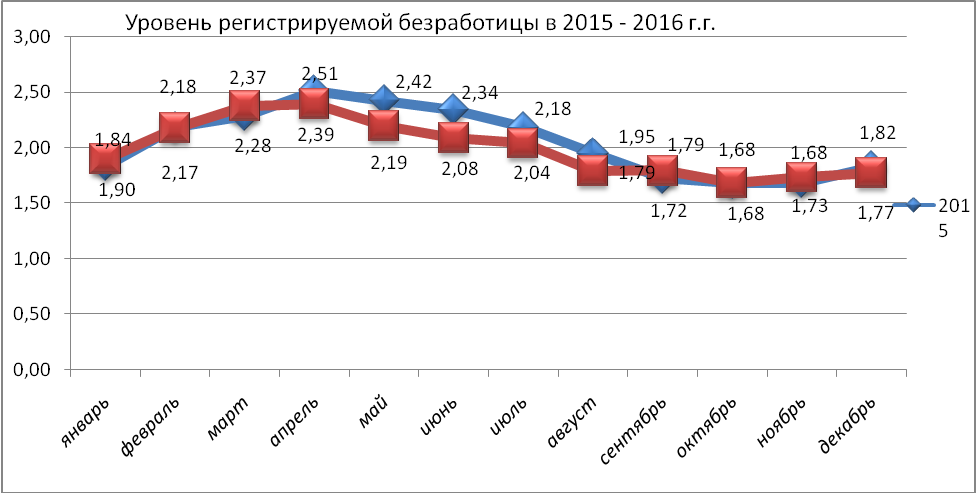 Уровень регистрируемой безработицы в 2015 - 2016 г.г.
3,00
2,50
2,00
1,50
1,00
0,50
0,00
1,84
2,18
2,37
2,51
2,42
2,34
2,18
1,95
1,79
1,68
1,68
1,82
1,90
2,17
2,28
2,39
2,19
2,08
2,04
1,79
1,72
1,68
1,73
1,77
январь
февраль
март
апрель
май
июнь
июль
август
сентябрь
октябрь
ноябрь
декабрь
201
5